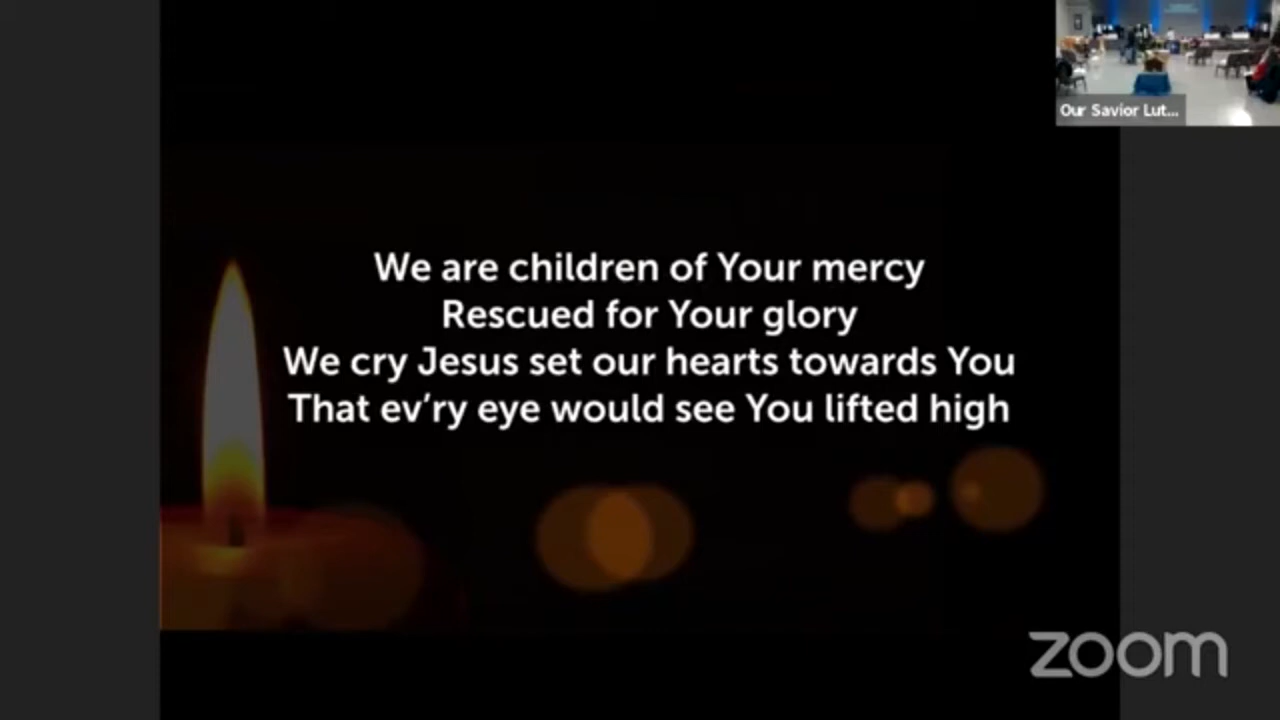 Our Savior Lut...
We are children of Your mercy
Rescued for Your glory
We cry Jesus set our hearts towards You
That ev’ry eye would see You lifted high
zoom